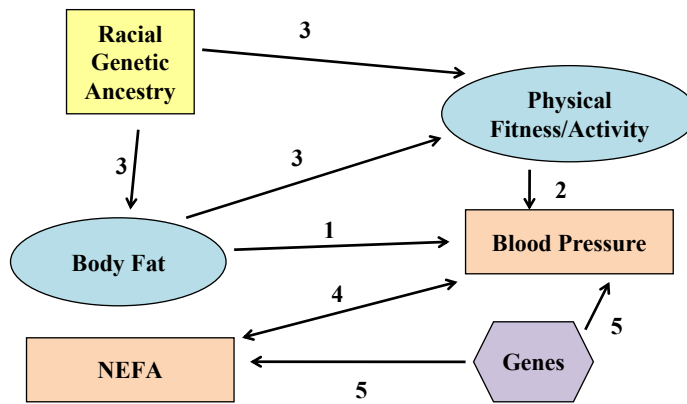 Racial
Genetic
Ancestry
3
Physical
Fitness/Activity
3
3
2
Body Fat
1
Blood Pressure
4
5
NEFA
Genes
5